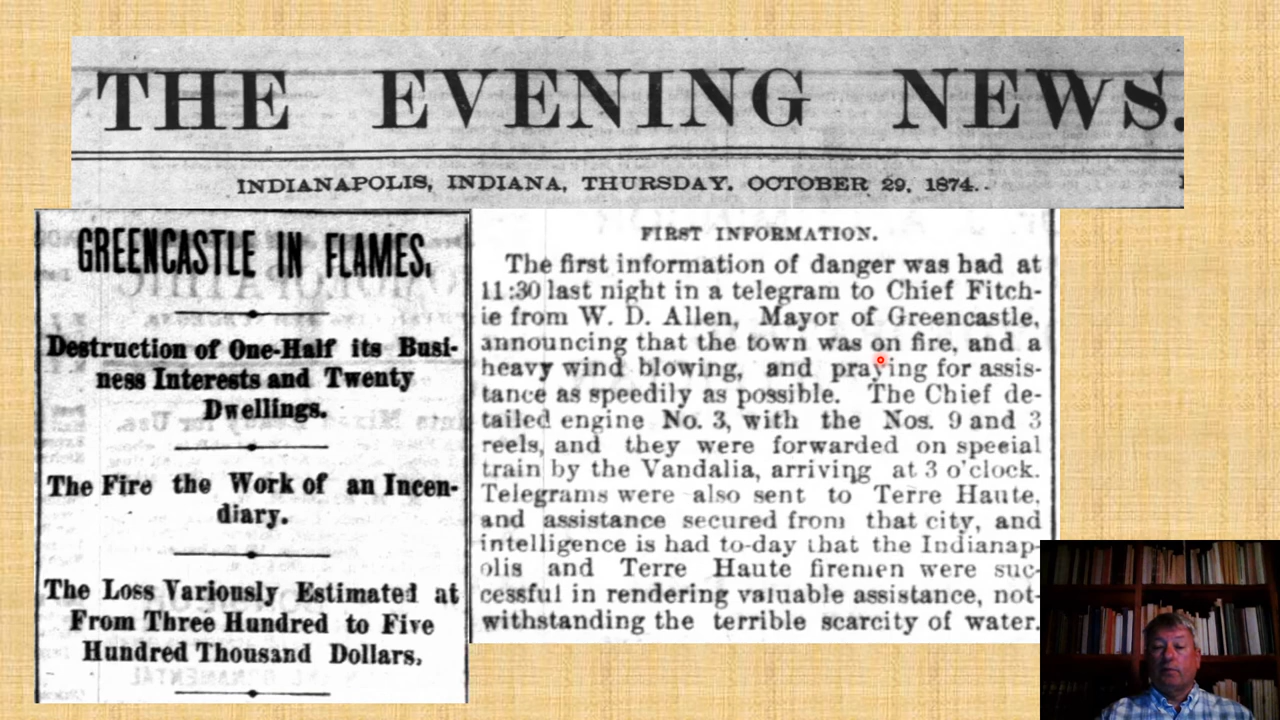 THE EVENING NEWS.
INDIANAPOLIS, INDIANA, THURSDAY, OCTOBER 29, 1874.
GREENCASTLE IN FLAMES.
Destruction of One-Half its Busi-
ness Interests and Twenty
Dwellings.
The Fire the Work of an Incen-
diary.
The Loss Variously Estimated at
From Three Hundred to Five
Hundred Thousand Dollars,
FIRST INFORMATION.
The first information of danger was had at
11:30 last night in a telegram to Chief Fitch-
ie from W. D. Allen, Mayor of Greencastle,
announcing that the town was on fire, and a
heavy wind blowing, and praying for assis-
tance as speedily as possible. The Chief de-
tailed engine No. 3, with the Nos. 9 and 3
reels, and they were forwarded on special
train by the Vandalia, arriving at 3 o'clock.
Telegrams were also sent to Terre Haute,
and assistance secured from that city, and
intelligence is had to-day that the Indianap-
olis and Terre Haute firemen were suc-
cessful in rendering valuable assistance, not-
withstanding the terrible scarcity of water.